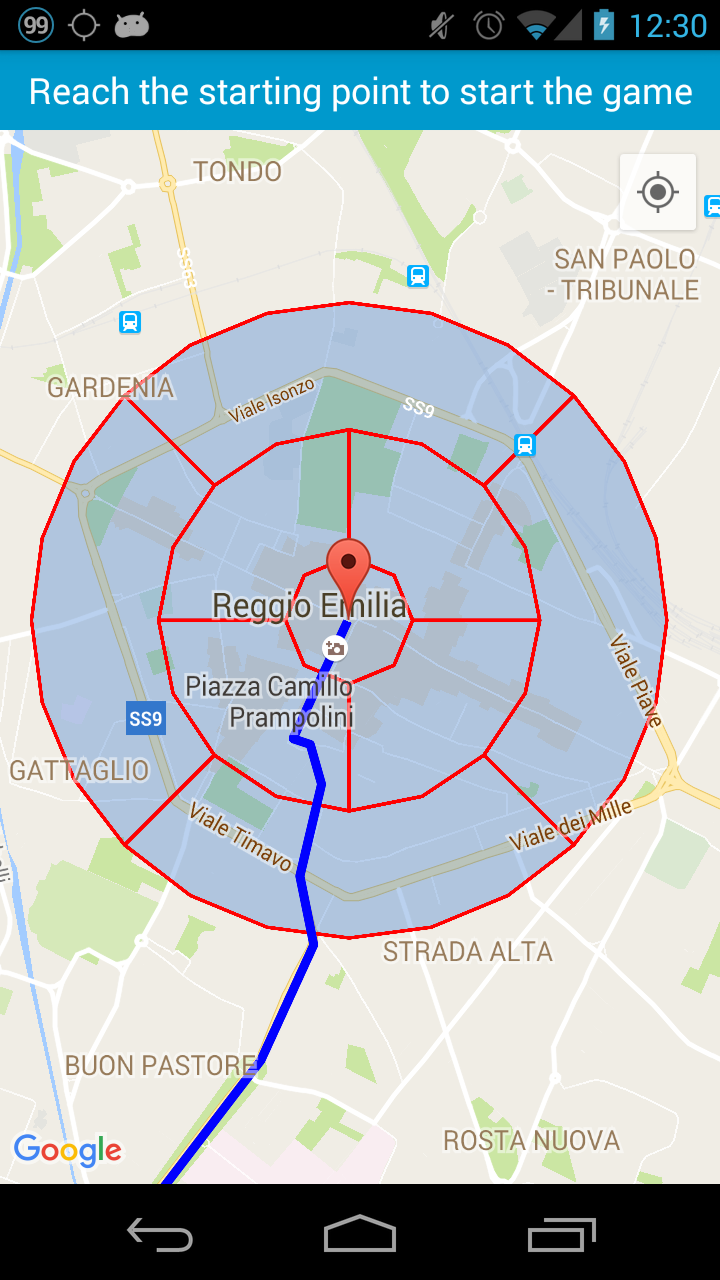 99
12:30
Reach the starting point to start the game
TONDO
SS63
SAN PAOLO
- TRIBUNALE
GARDENIA
Viale Isonzo
SS9
Reggio Emilia
Piazza Camillo
Prampolini
Viale Piave
SS9
GATTAGLIO
Viale Timavo
Viale dei Mille
STRADA ALTA
BUON PASTORE
Google
ROSTA NUOVA